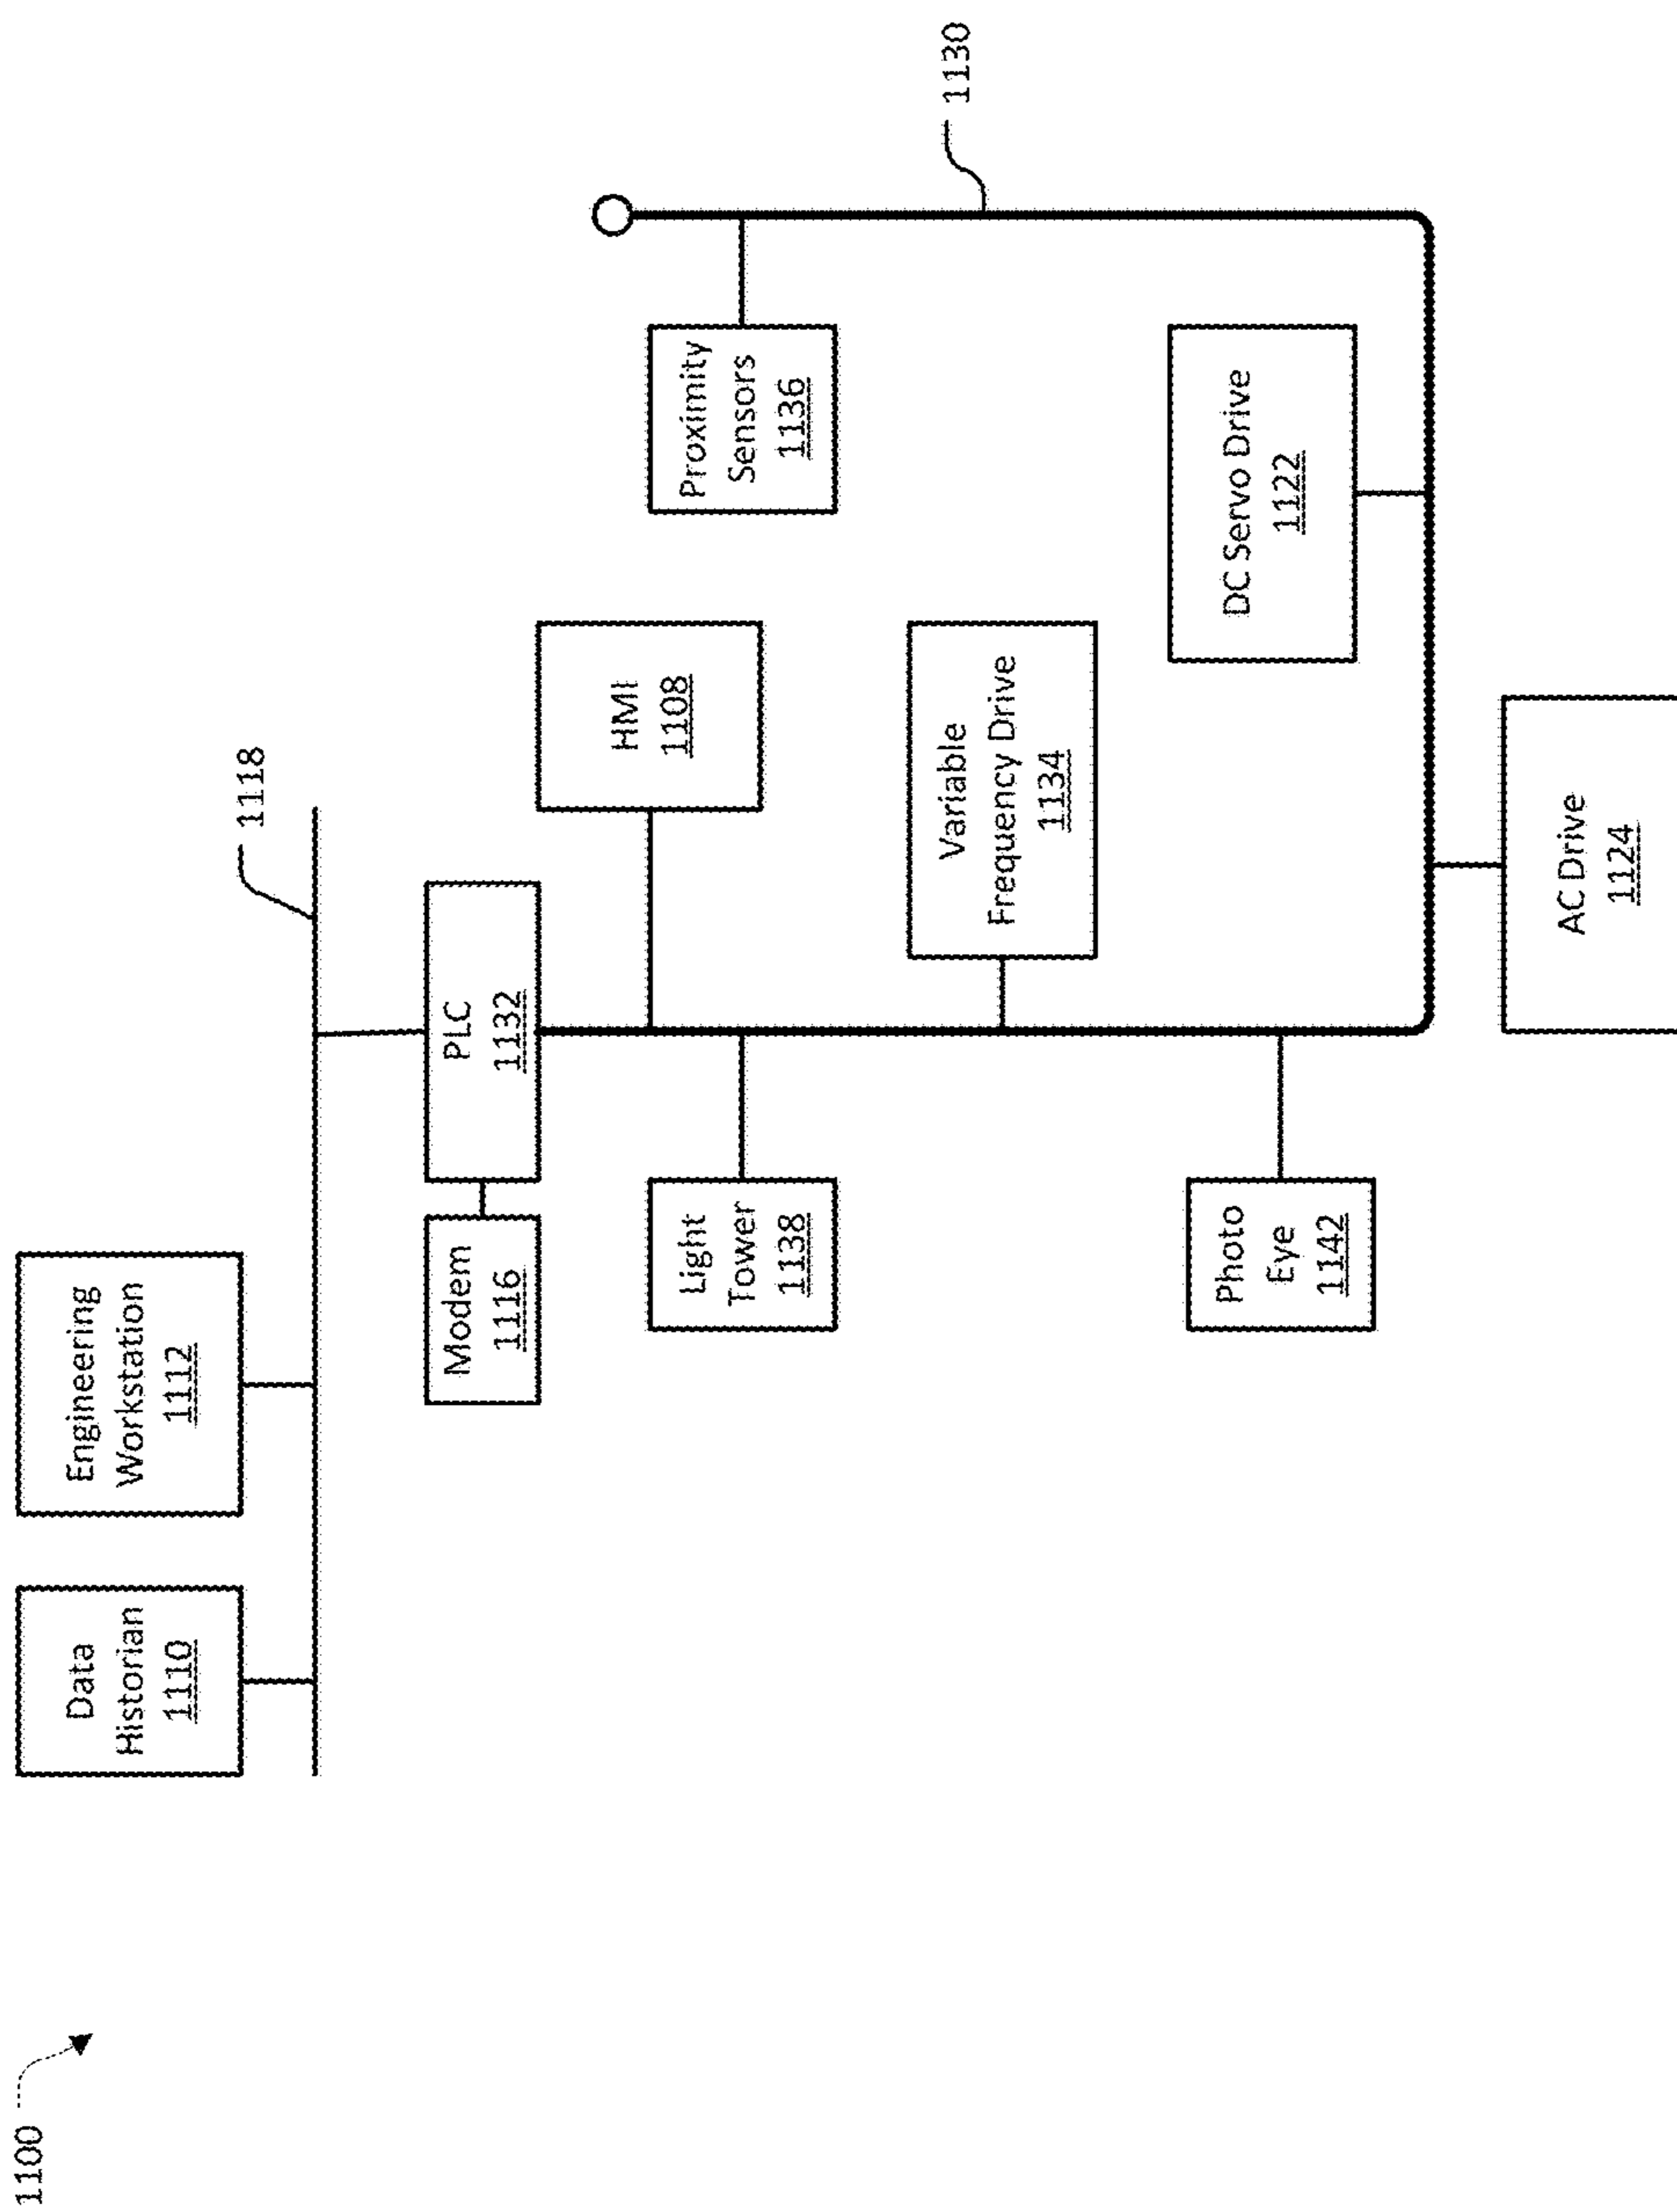 1100
Data
Historian
1110
Engineering
Workstation
1112
1118
Modem
1116
PLC
1132
HMI
1108
Light
Tower
1138
Proximity
Sensors
1136
1130
Variable
Frequency Drive
1134
Photo
Eye
1142
DC Servo Drive
1122
AC Drive
1124